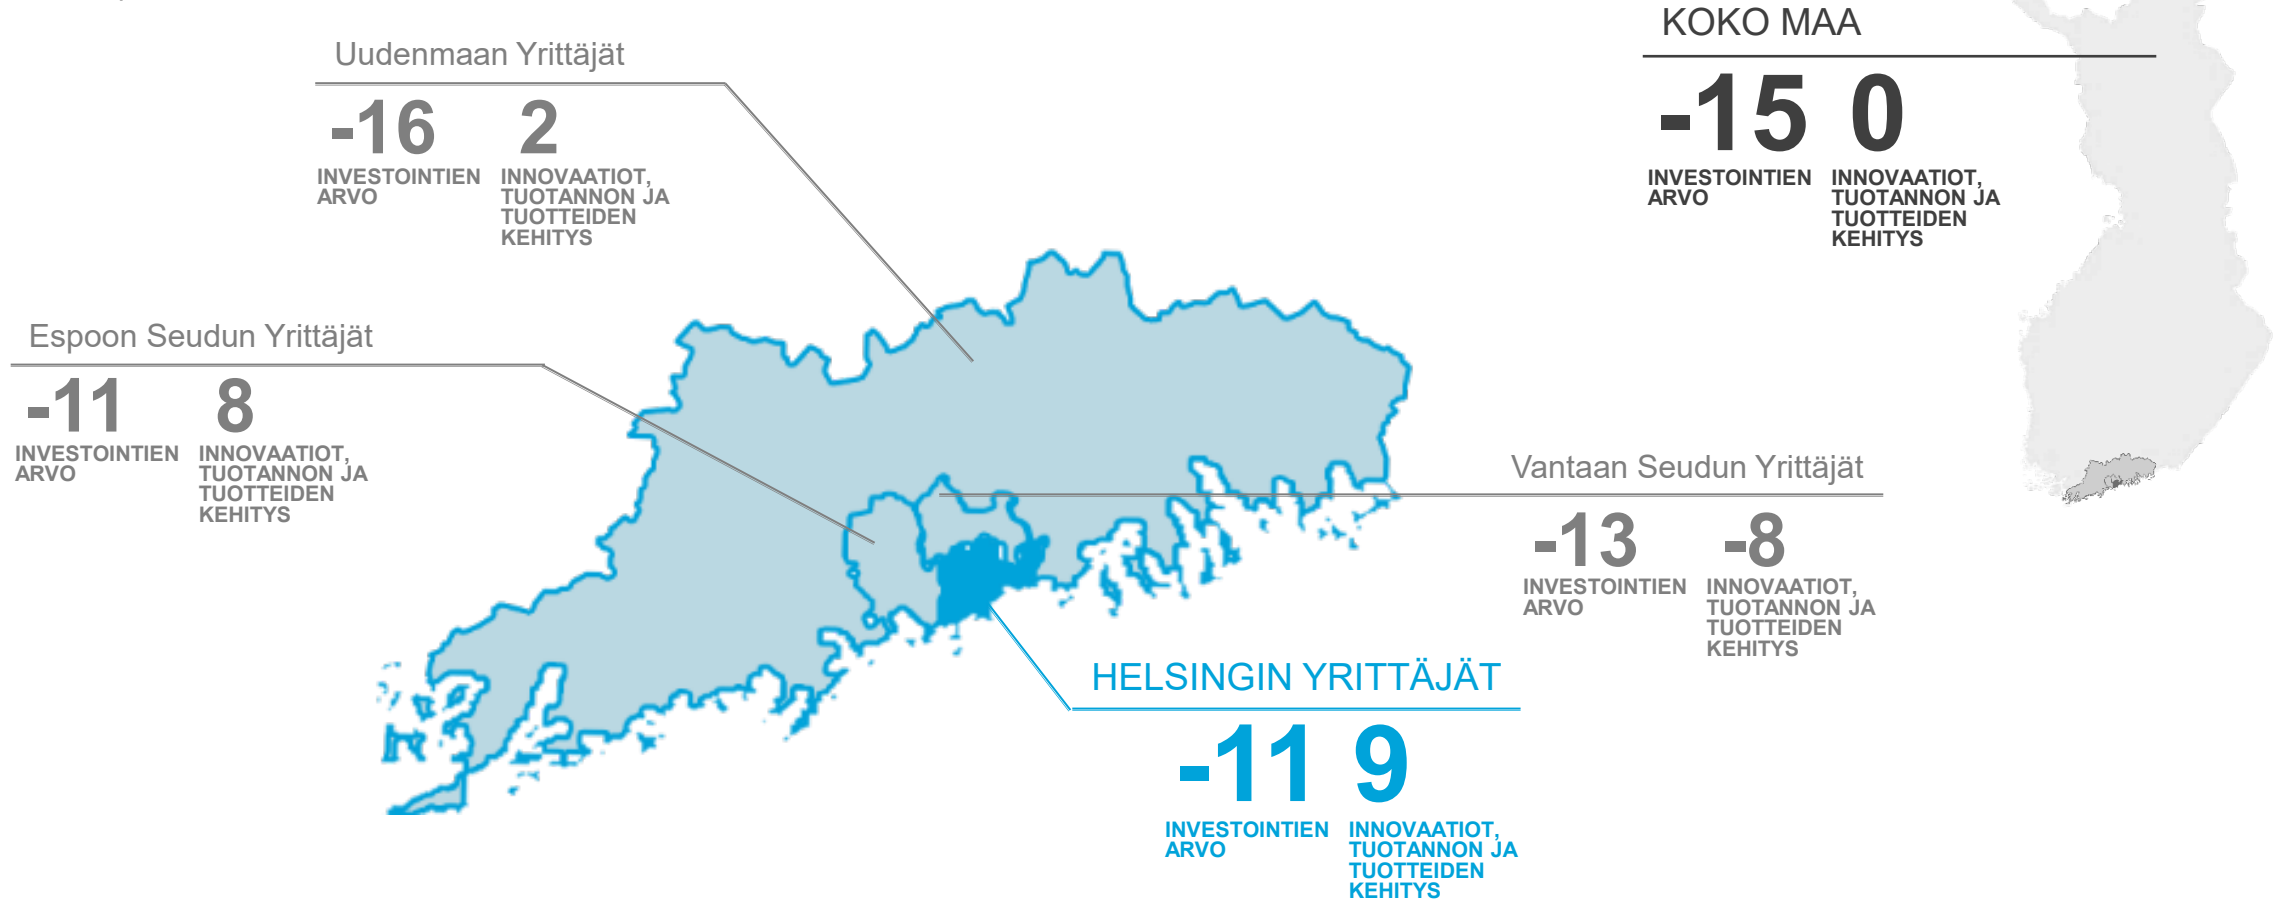 KOKO MAA
-15 0
INVESTOINTIEN
ARVO
INNOVAATIOT,
TUOTANNON JA
TUOTTEIDEN
KEHITYS
Uudenmaan Yrittäjät
-16 2
INVESTOINTIEN
ARVO
INNOVAATIOT,
TUOTANNON JA
TUOTTEIDEN
KEHITYS
Espoon Seudun Yrittäjät
-11 8
INVESTOINTIEN
ARVO
INNOVAATIOT,
TUOTANNON JA
TUOTTEIDEN
KEHITYS
Vantaan Seudun Yrittäjät
-13 -8
INVESTOINTIEN
ARVO
INNOVAATIOT,
TUOTANNON JA
TUOTTEIDEN
KEHITYS
HELSINGIN YRITTÄJÄT
-11 9
INVESTOINTIEN
ARVO
INNOVAATIOT,
TUOTANNON JA
TUOTTEIDEN
KEHITYS